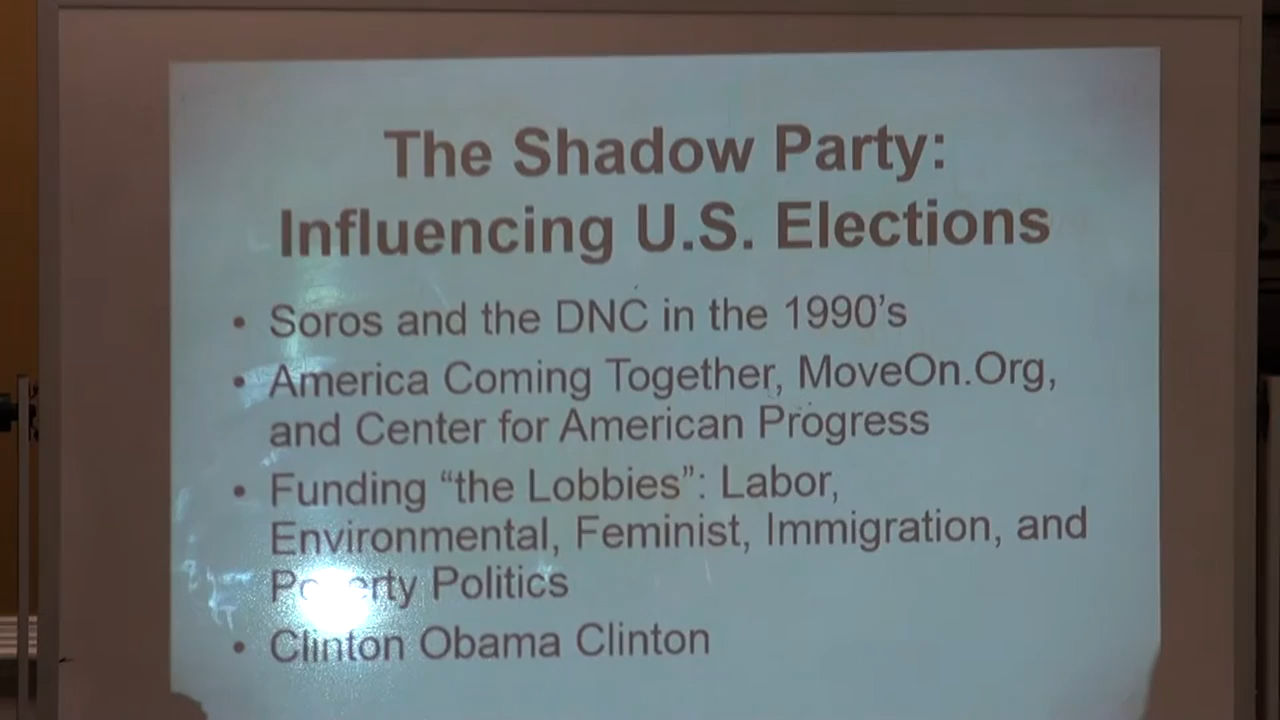 The Shadow Party:
Influencing U.S. Elections
• Soros and the DNC in the 1990's
• America Coming Together, MoveOn.Org,
and Center for American Progress
• Funding “the Lobbies”: Labor,
Environmental, Feminist, Immigration, and
Poverty Politics
• Clinton Obama Clinton